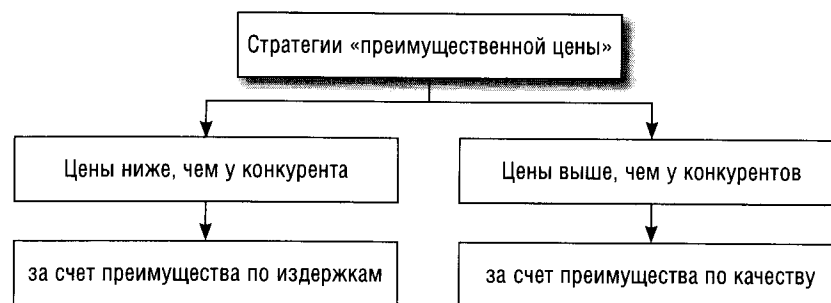 Стратегии «преимущественной цены»
Цены ниже, чем у конкурента
Цены выше, чем у конкурентов
за счет преимущества по издержкам
за счет преимущества по качеству